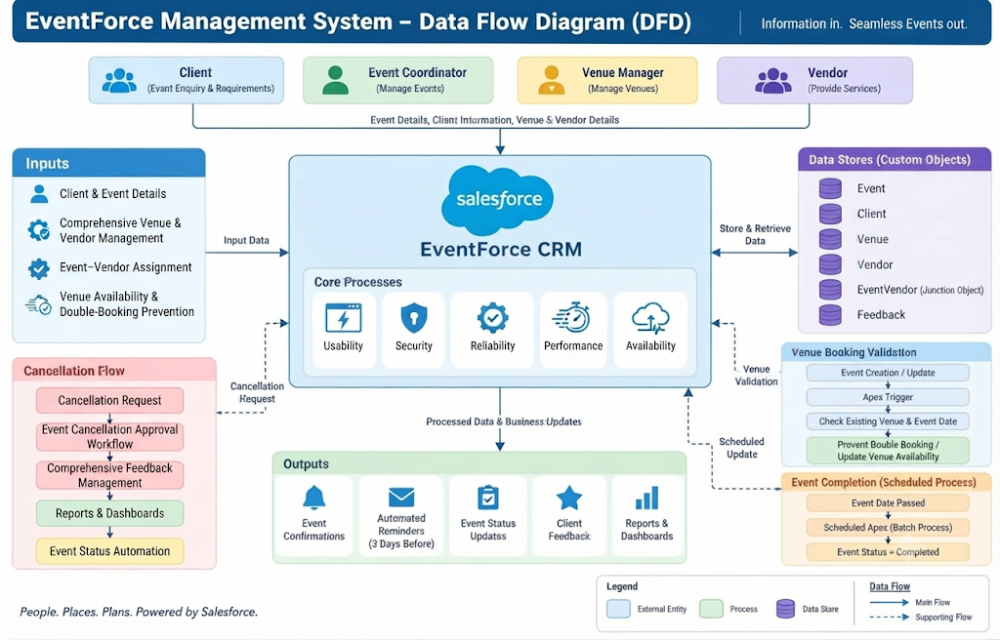 EventForce Management System – Data Flow Diagram (DFD)
Information in. Seamless Events out.
Client
(Evant Enquiry & Requirements)
Event Coordinator
(Manage Events)
Venue Manager
(Manage Venues)
Vendor
(Provide Services)
Event Details, Client Information, Venue & Vendor Details
Inputs
Client & Event Details
Comprehensive Venue &
Vendor Management
Event–Vendor Assignment
Venue Availability &
Double-Booking Prevention
Input Data
salesforce
EventForce CRM
Core Processes
Usability
Security
Reliability
Performance
Availability
Store & Retrieve
Data
Data Stores (Custom Objects)
Event
Client
Venue
Vendor
EventVendor (Junction Object)
Feedback
Cancellation Flow
Cancellation Request
Event Cancellation Approval
Workflow
Comprehensive Feedback
Management
Reports & Dashboards
Event Status Automation
Cancellation
Request
Processed Data & Business Updates
Venue
Validation
Scheduled
Update
Venue Booking Validation
Event Creation / Update
Apex Trigger
Check Existing Venue & Event Date
Prevent Bouble Booking /
Update Venue Availability
Event Completion (Scheduled Process)
Event Date Passed
Scheduled Apex (Batch Process)
Event Status = Completed
Outputs
Event
Confirmations
Automated
Reminders
(3 Days Before)
Event Status
Updates
Client
Feedback
Reports &
Dashboards
Legend
External Entity
Process
Data Skare
Data Flow
Main Flow
Supporting Flow
People. Places. Plans. Powered by Salesforce.